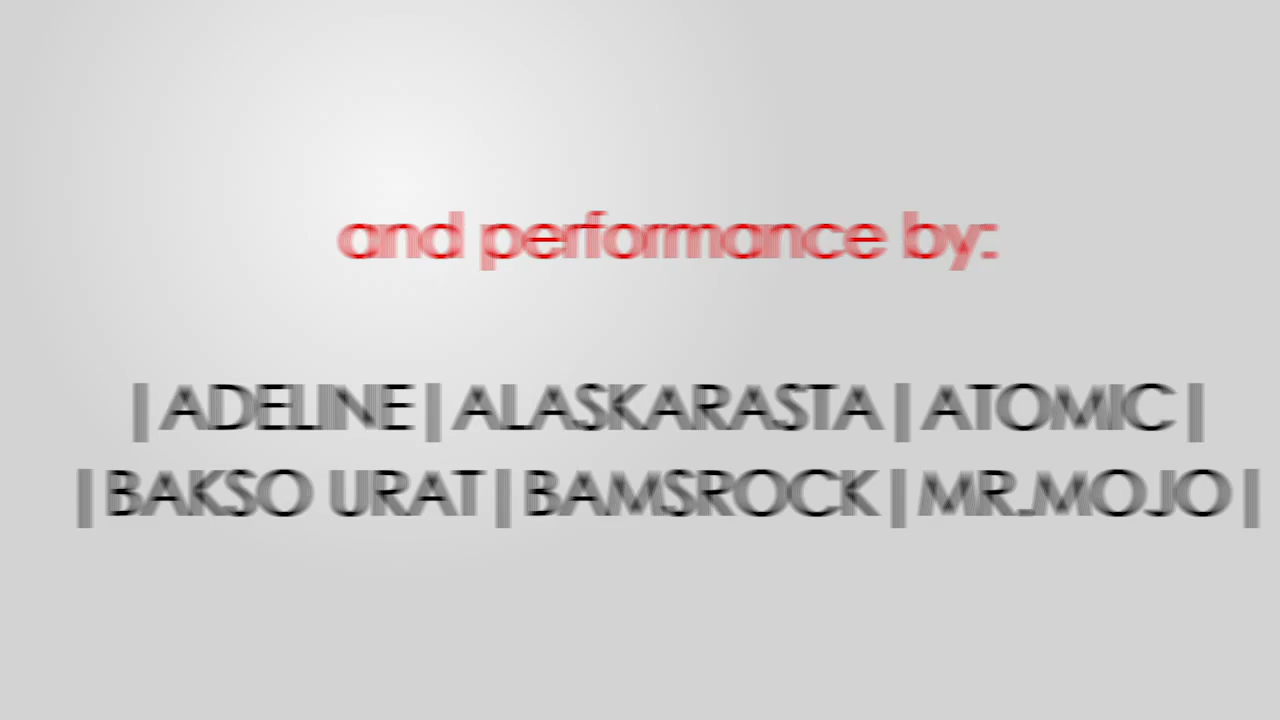 and performance by:
|ADELINE|ALASKARASTA|ATOMIC|
|BAKSO URAT|BAMSROCK|MR.MOJO|